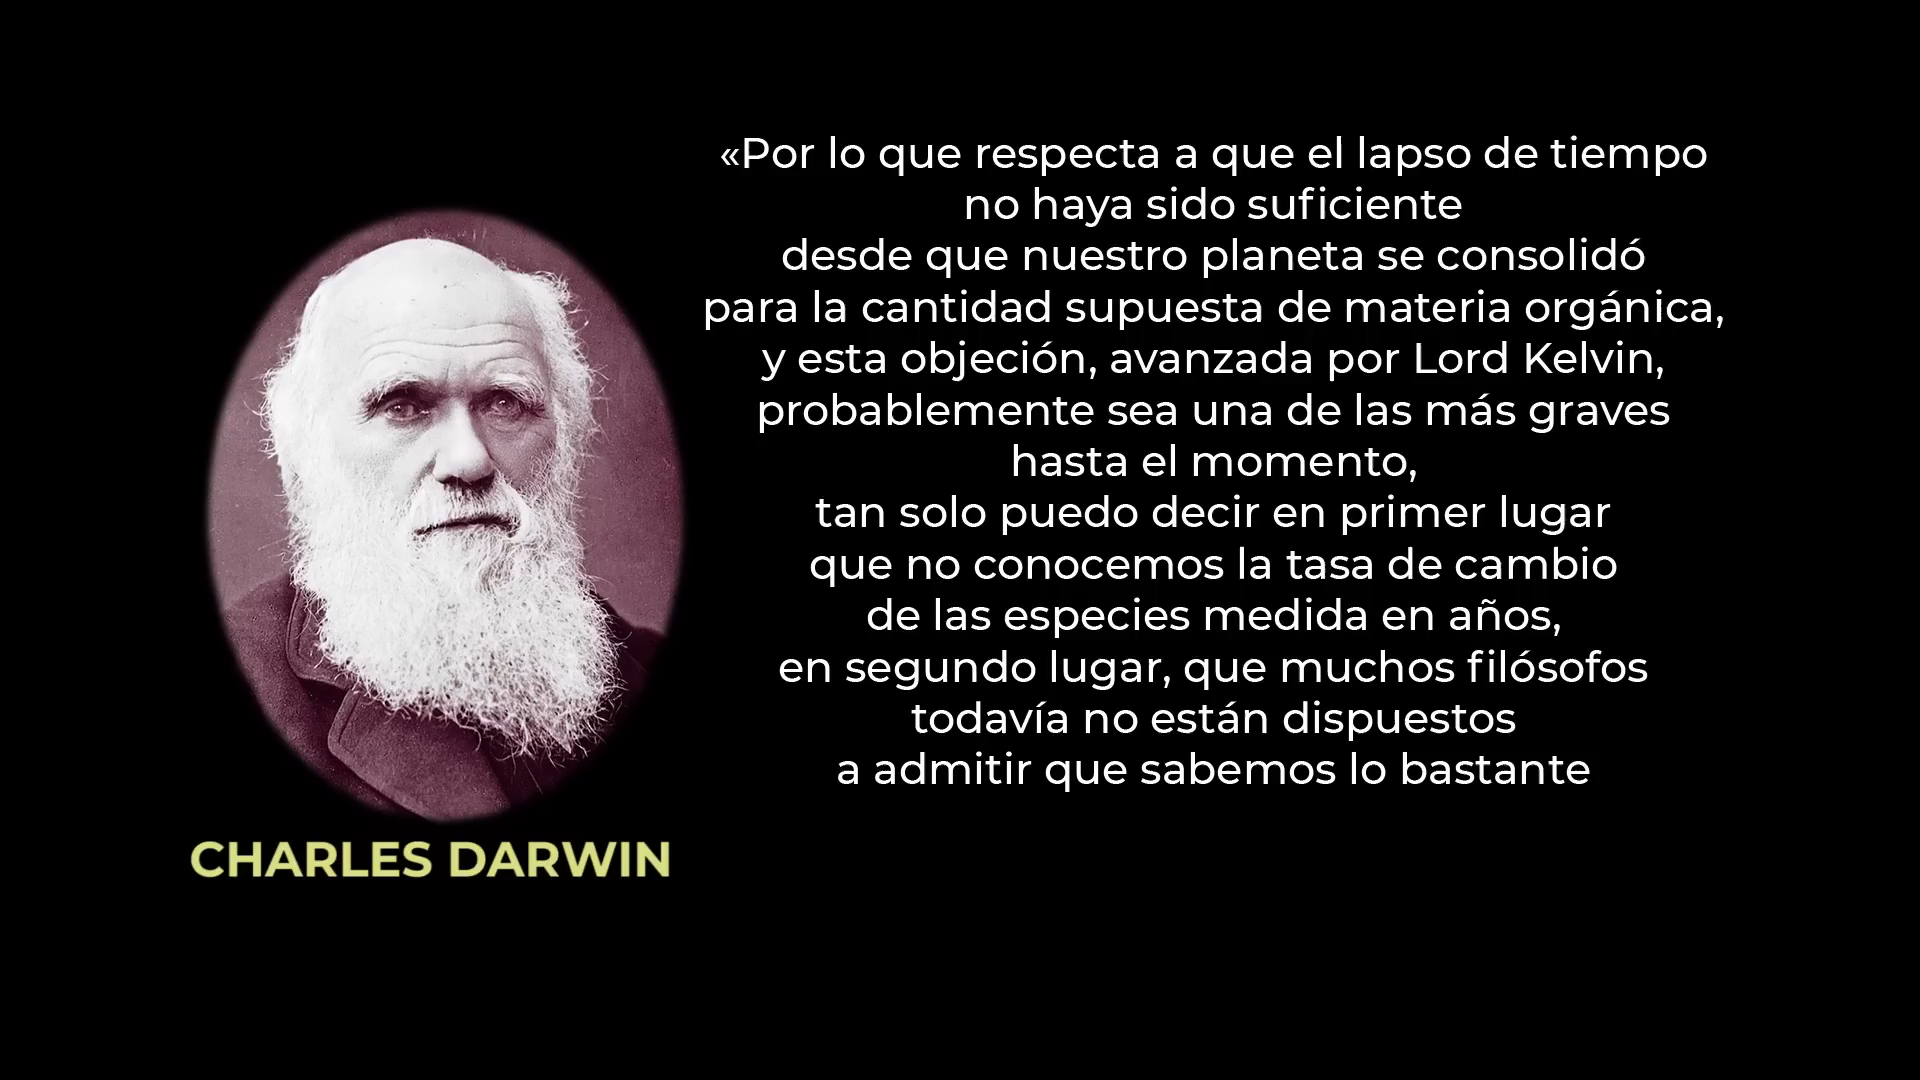 «Por lo que respecta a que el lapso de tiempo
no haya sido suficiente
desde que nuestro planeta se consolidó
para la cantidad supuesta de materia orgánica,
y esta objeción, avanzada por Lord Kelvin,
probablemente sea una de las más graves
hasta el momento,
tan solo puedo decir en primer lugar
que no conocemos la tasa de cambio
de las especies medida en años,
en segundo lugar, que muchos filósofos
todavía no están dispuestos
a admitir que sabemos lo bastante
CHARLES DARWIN